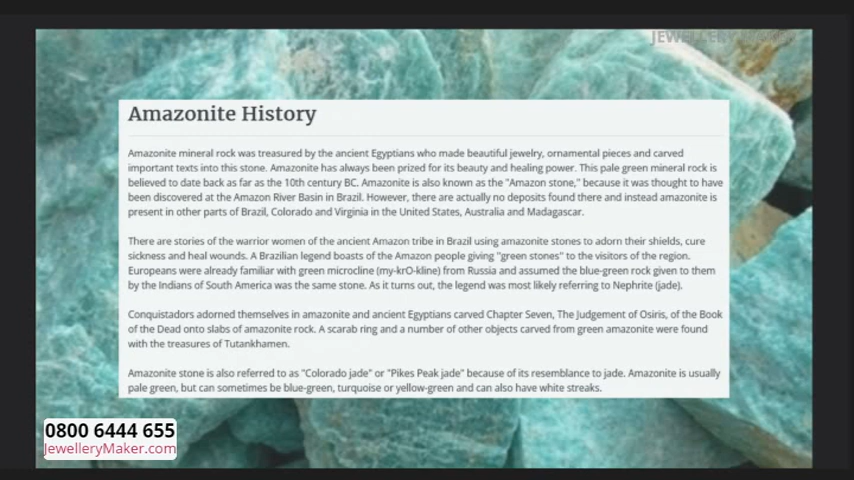 JEWELLERY
Amazonite History
Amazonite mineral rock was treasured by the ancient Egyptians who made beautiful jewelry, ornamental pieces and carved
important texts into this stone. Amazonite has always been prized for its beauty and healing power. This pale green mineral rock is
believed to date back as far as the 10th century BC. Amazonite is also known as the "Amazon stone," because it was thought to have
been discovered at the Amazon River Basin in Brazil. However, there are actually no deposits found there and instead amazonite is
present in other parts of Brazil, Colorado and Virginia in the United States, Australia and Madagascar.
There are stories of the warrior women of the ancient Amazon tribe in Brazil using amazonite stones to adorn their shields, cure
sickness and heal wounds. A Brazilian legend boasts of the Amazon people giving "green stones" to the visitors of the region.
Europeans were already familiar with green microcline (my-krO-kline) from Russia and assumed the blue-green rock given to them
by the Indians of South America was the same stone. As it turns out, the legend was most likely referring to Nephrite (jade).
Conquistadors adorned themselves in amazonite and ancient Egyptians carved Chapter Seven, The Judgement of Osiris, of the Book
of the Dead onto slabs of amazonite rock. A scarab ring and a number of other objects carved from green amazonite were found
with the treasures of Tutankhamen.
Amazonite stone is also referred to as "Colorado jade" or "Pikes Peak jade" because of its resemblance to jade. Amazonite is usually
pale green, but can sometimes be blue-green, turquoise or yellow-green and can also have white streaks.
0800 6444 655
JewelleryMaker.com